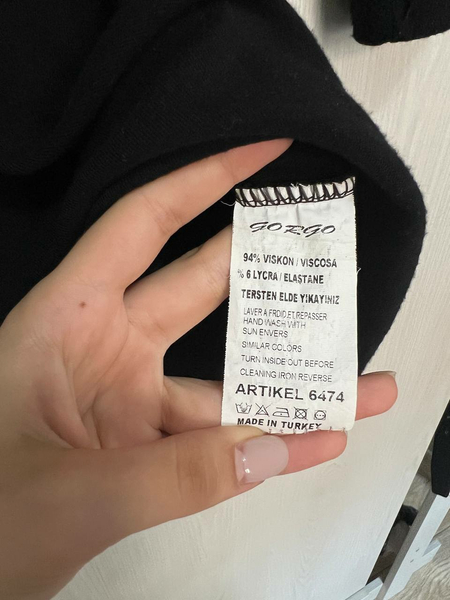 GORGO
94% VISKON / VISCOSA
% 6 LYCRA / ELASTANE
TERSTEN ELDE YIKAYINIZ
LAVER A FROID, ET, REPASSER
HAND WASH WITH
SUN ENVERS
SIMILAR COLORS
TURN INSIDE OUT BEFORE
CLEANING IRON REVERSE
ARTIKEL 6474
MADE IN TURKEY